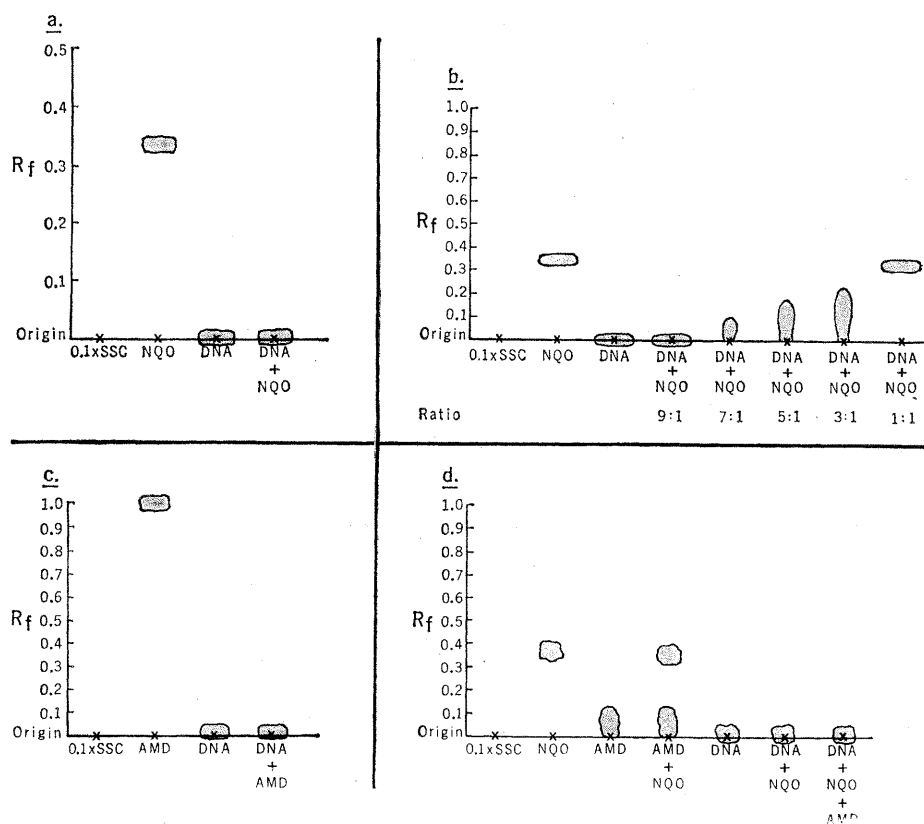 a.
0.5
0.4
Rf 0.3
0.2
0.1
Origin
0.1xSSC NQO DNA DNA
+
NQO
b.
1.0
0.9
0.8
0.7
0.6
Rf 0.5
0.4
0.3
0.2
0.1
Origin
0.1xSSC NQO DNA DNA DNA DNA DNA DNA
+ + + + +
NQO NQO NQO NQO NQO
Ratio 9:1 7:1 5:1 3:1 1:1
c.
1.0
0.9
0.8
0.7
0.6
Rf 0.5
0.4
0.3
0.2
0.1
Origin
0.1xSSC AMD DNA DNA
+
AMD
d.
1.0
0.9
0.8
0.7
0.6
Rf 0.5
0.4
0.3
0.2
0.1
Origin
0.1xSSC NQO AMD AMD DNA DNA DNA
+ + +
NQO NQO NQO
+
AMD